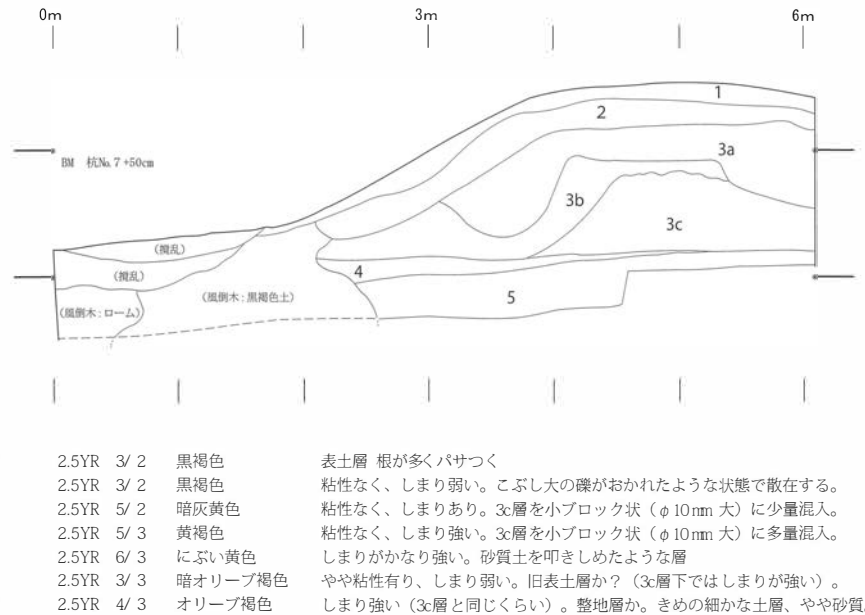 0m 3m 6m
1
2
BM 杭No. 7 +50cm
3a
3b
3c
(攪乱)
(攪乱)
4
(風倒木:ローム) (風倒木:黒褐色土)
5
2.5YR 3/2 黒褐色 表土層 根が多くパサつく
2.5YR 3/2 黒褐色 粘性なく、しまり弱い。こぶし大の礫がおかれたような状態で散在する。
2.5YR 5/2 暗灰黄色 粘性なく、しまりあり。3c層を小ブロック状(φ10mm 大)に少量混入。
2.5YR 5/3 黄褐色 粘性なく、しまり強い。3c層を小ブロック状(φ10mm 大)に多量混入。
2.5YR 6/3 にぶい黄色 しまりがかなり強い。砂質土を叩きしめたような層
2.5YR 3/3 暗オリーブ褐色 やや粘性有り、しまり弱い。旧表土層か?(3c層下ではしまりが強い)。
2.5YR 4/3 オリーブ褐色 しまり強い(3c層と同じくらい)。整地層か。きめの細かな土層、やや砂質